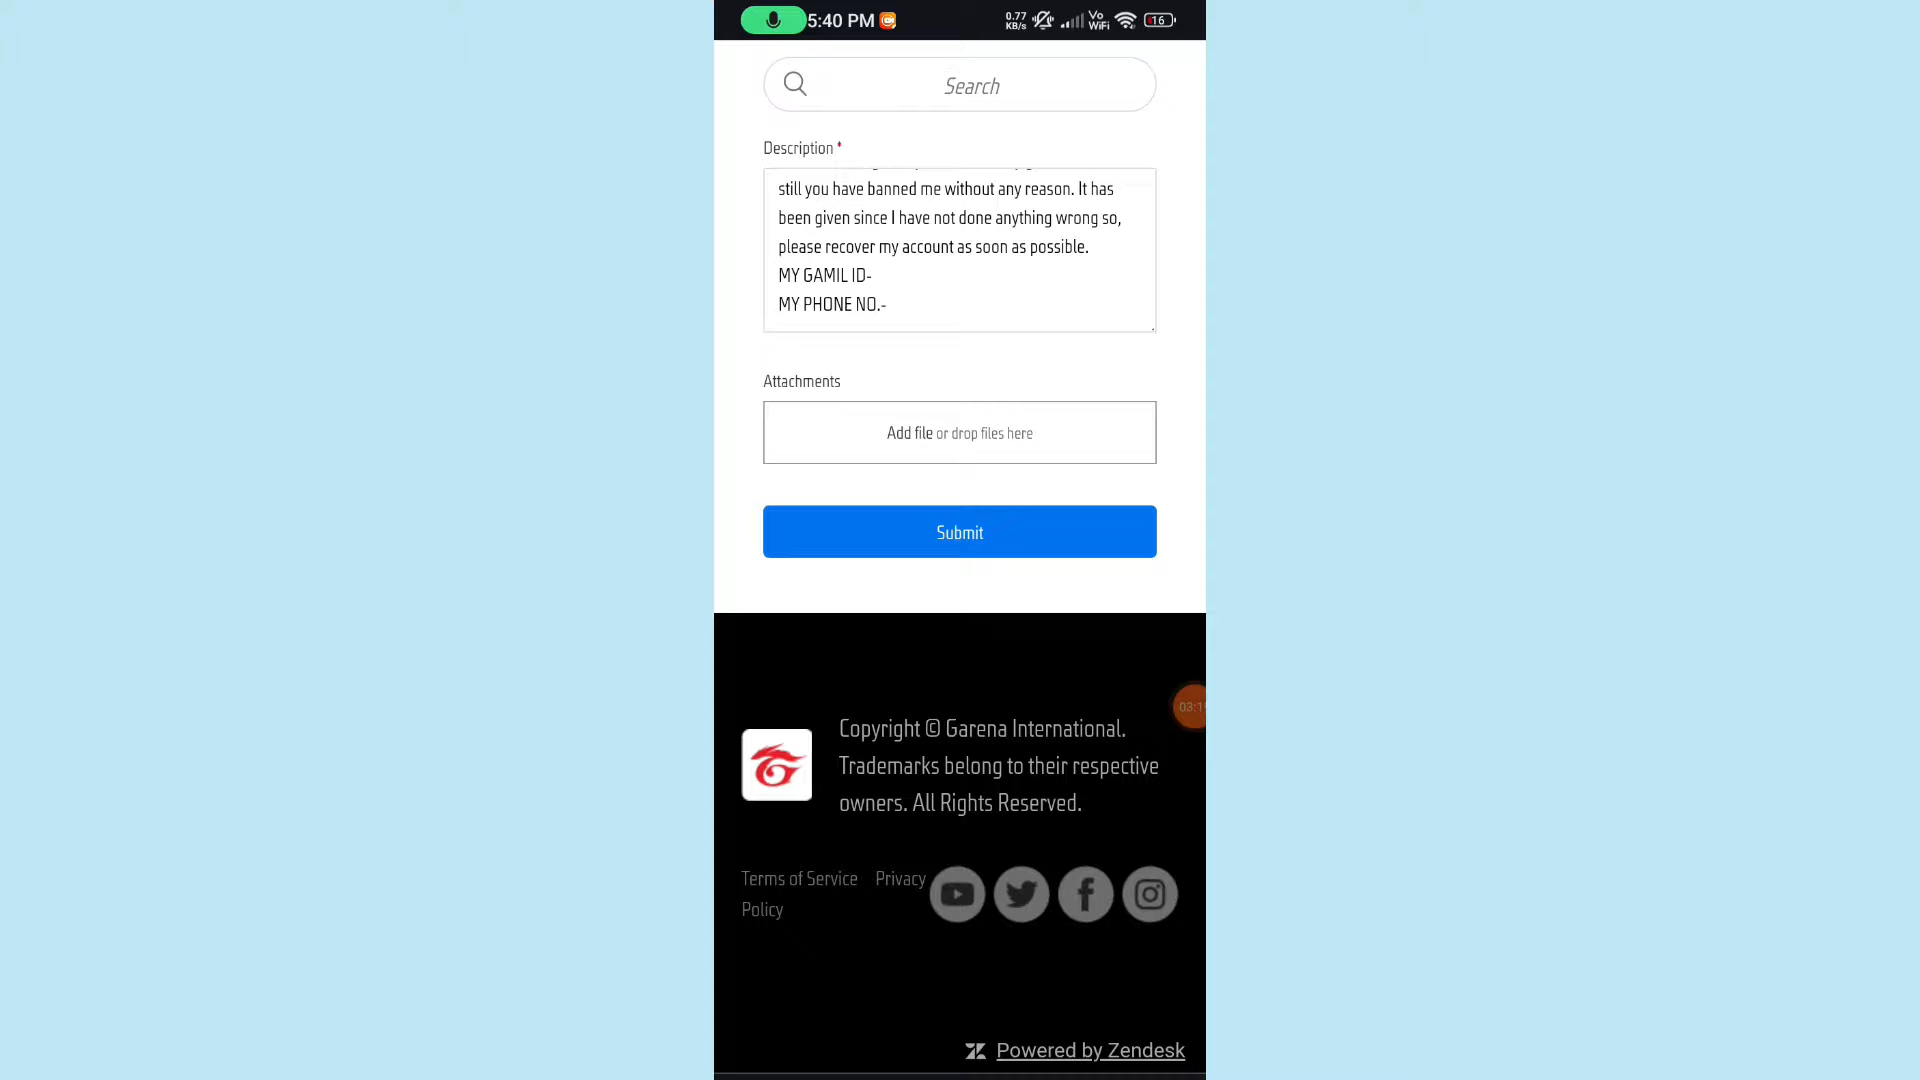 5:40 PM
0.77
KB/s
Vo
WiFi
16
Search
Description *
still you have banned me without any reason. It has
been given since I have not done anything wrong so,
please recover my account as soon as possible.
MY GAMIL ID-
MY PHONE NO.-
Attachments
Add file or drop files here
Submit
Copyright © Garena International.
Trademarks belong to their respective
owners. All Rights Reserved.
Terms of Service Privacy
Policy
Powered by Zendesk